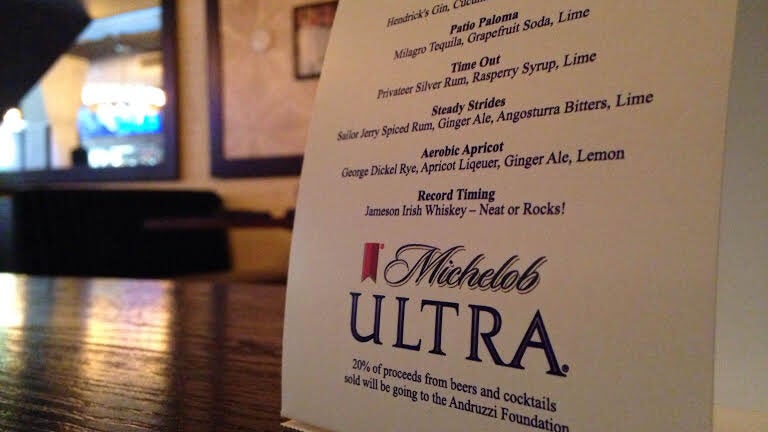 Hendrick's Gin,
Patio Paloma
Milagro Tequila, Grapefruit Soda, Lime
Time Out
Privateer Silver Rum, Rasperry Syrup, Lime
Steady Strides
Sailor Jerry Spiced Rum, Ginger Ale, Angosturra Bitters, Lime
Aerobic Apricot
George Dickel Rye, Apricot Liqeuer, Ginger Ale, Lemon
Record Timing
Jameson Irish Whiskey – Neat or Rocks!
Michelob
ULTRA.
20% of proceeds from beers and cocktails
sold will be going to the Andruzzi Foundation